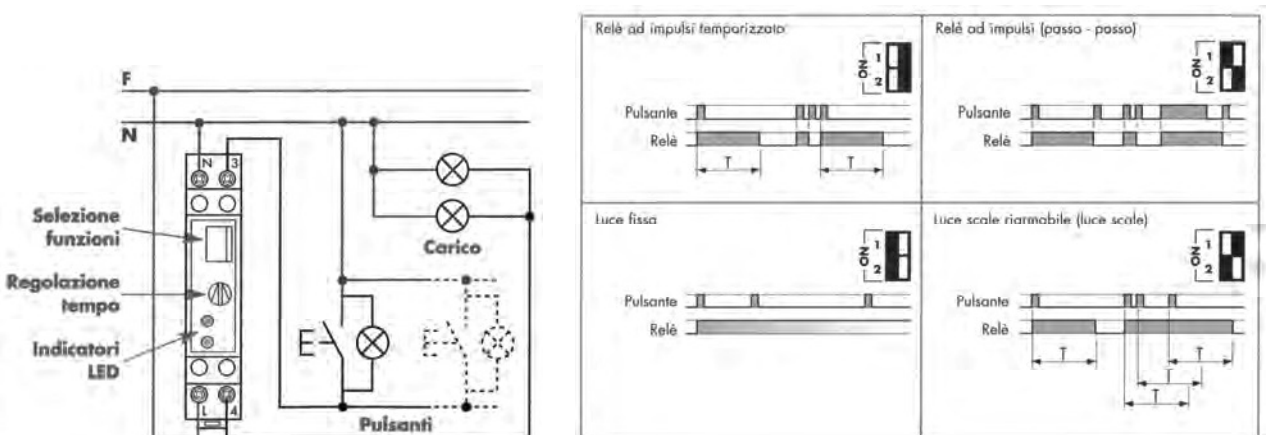 F
N
N 3
Selezione
funzioni
Regolazione
tempo
Indicatori
LED
L 4
Carico
E
E
Pulsanti
Relè ad impulsi temporizzato
ON 1
2
Pulsante
Relè
T T
Relè ad impulsi (passo - passo)
ON 1
2
Pulsante
Relè
Luce fissa
ON 1
2
Pulsante
Relè
Luce scale riarmabile (luce scale)
ON 1
2
Pulsante
Relè
T T
T
T